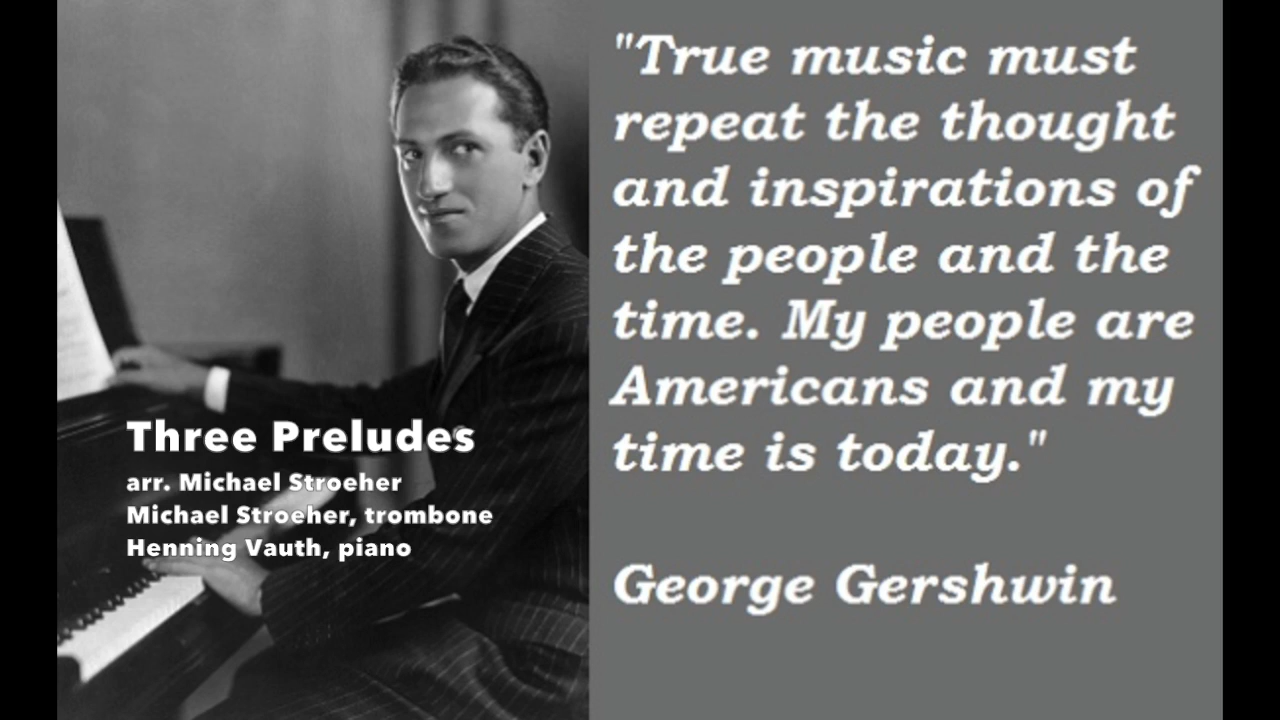 "True music must
repeat the thought
and inspirations of
the people and the
time. My people are
Americans and my
time is today."
George Gershwin
Three Preludes
arr. Michael Stroeher
Michael Stroeher, trombone
Henning Vauth, piano